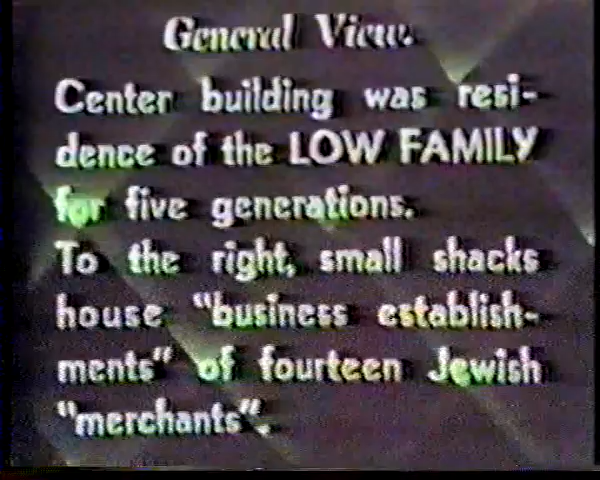 General View.
Center building was resi-
dence of the LOW FAMILY
for five generations.
To the right, small shacks
house "business establish-
ments" of fourteen Jewish
"merchants".